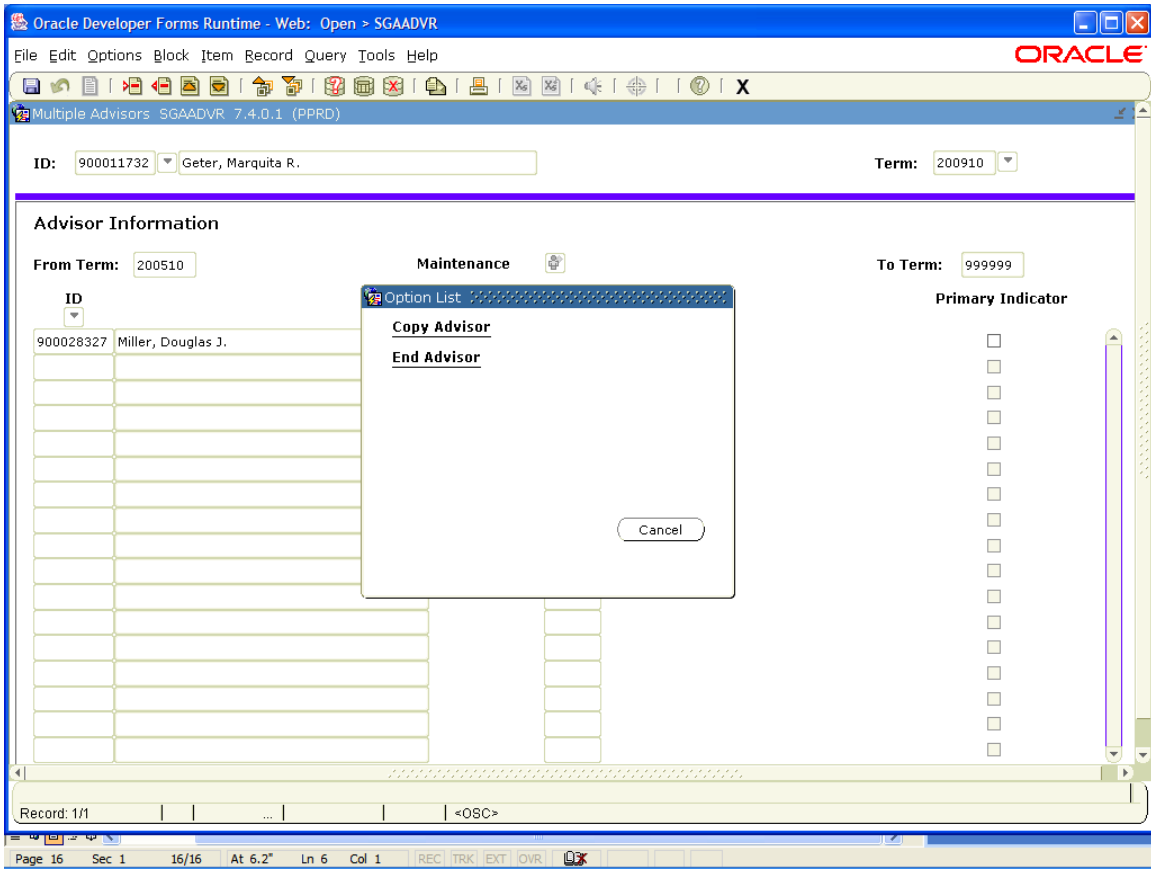 Oracle Developer Forms Runtime - Web: Open > SGAADVR
File Edit Options Block Item Record Query Tools Help
ORACLE
X
Multiple Advisors SGAADVR 7.4.0.1 (PPRD)
ID: 900011732 Geter, Marquita R. Term: 200910
Advisor Information
From Term: 200510 Maintenance To Term: 999999
ID Option List Primary Indicator
Copy Advisor
900028327 Miller, Douglas J.
End Advisor
Cancel
Record: 1/1 ... <OSC>
Page 16 Sec 1 16/16 At 6.2" Ln 6 Col 1 REC TRK EXT OVR